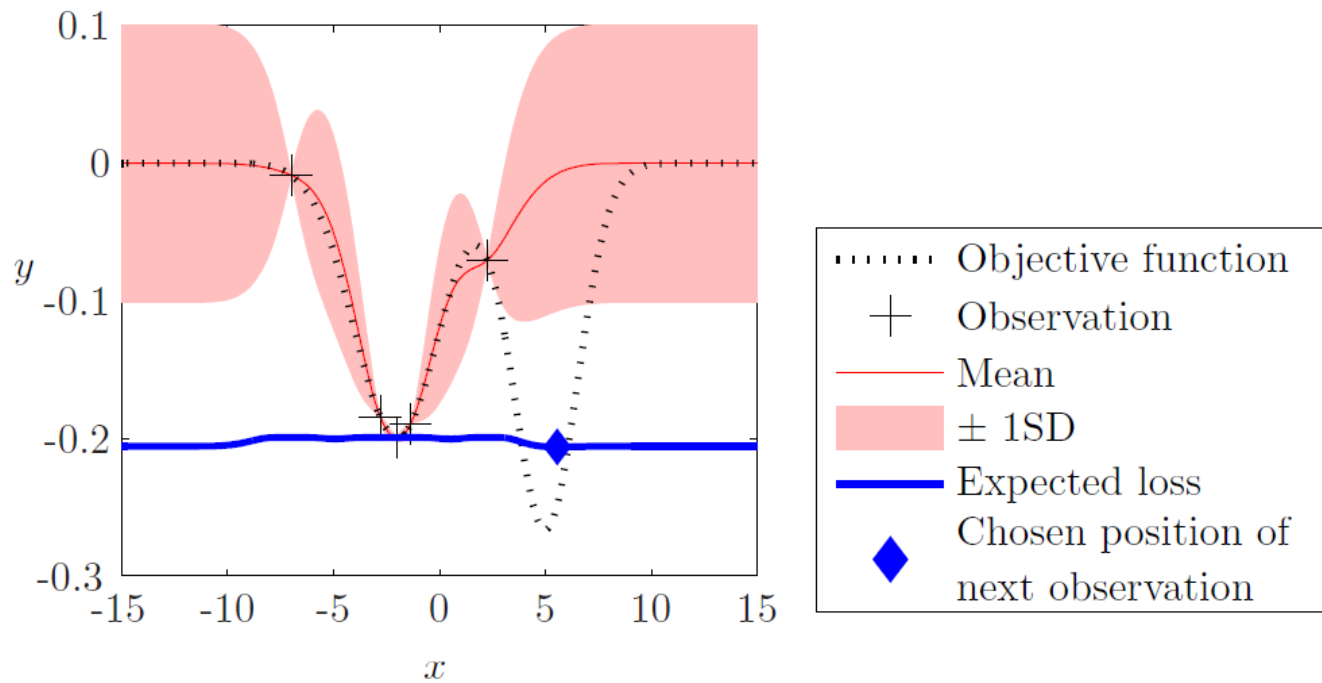 0.1
0
-0.1
-0.2
-0.3
y
-15
-10
-5
0
5
10
15
x
Objective function
Observation
Mean
± 1SD
Expected loss
Chosen position of
next observation